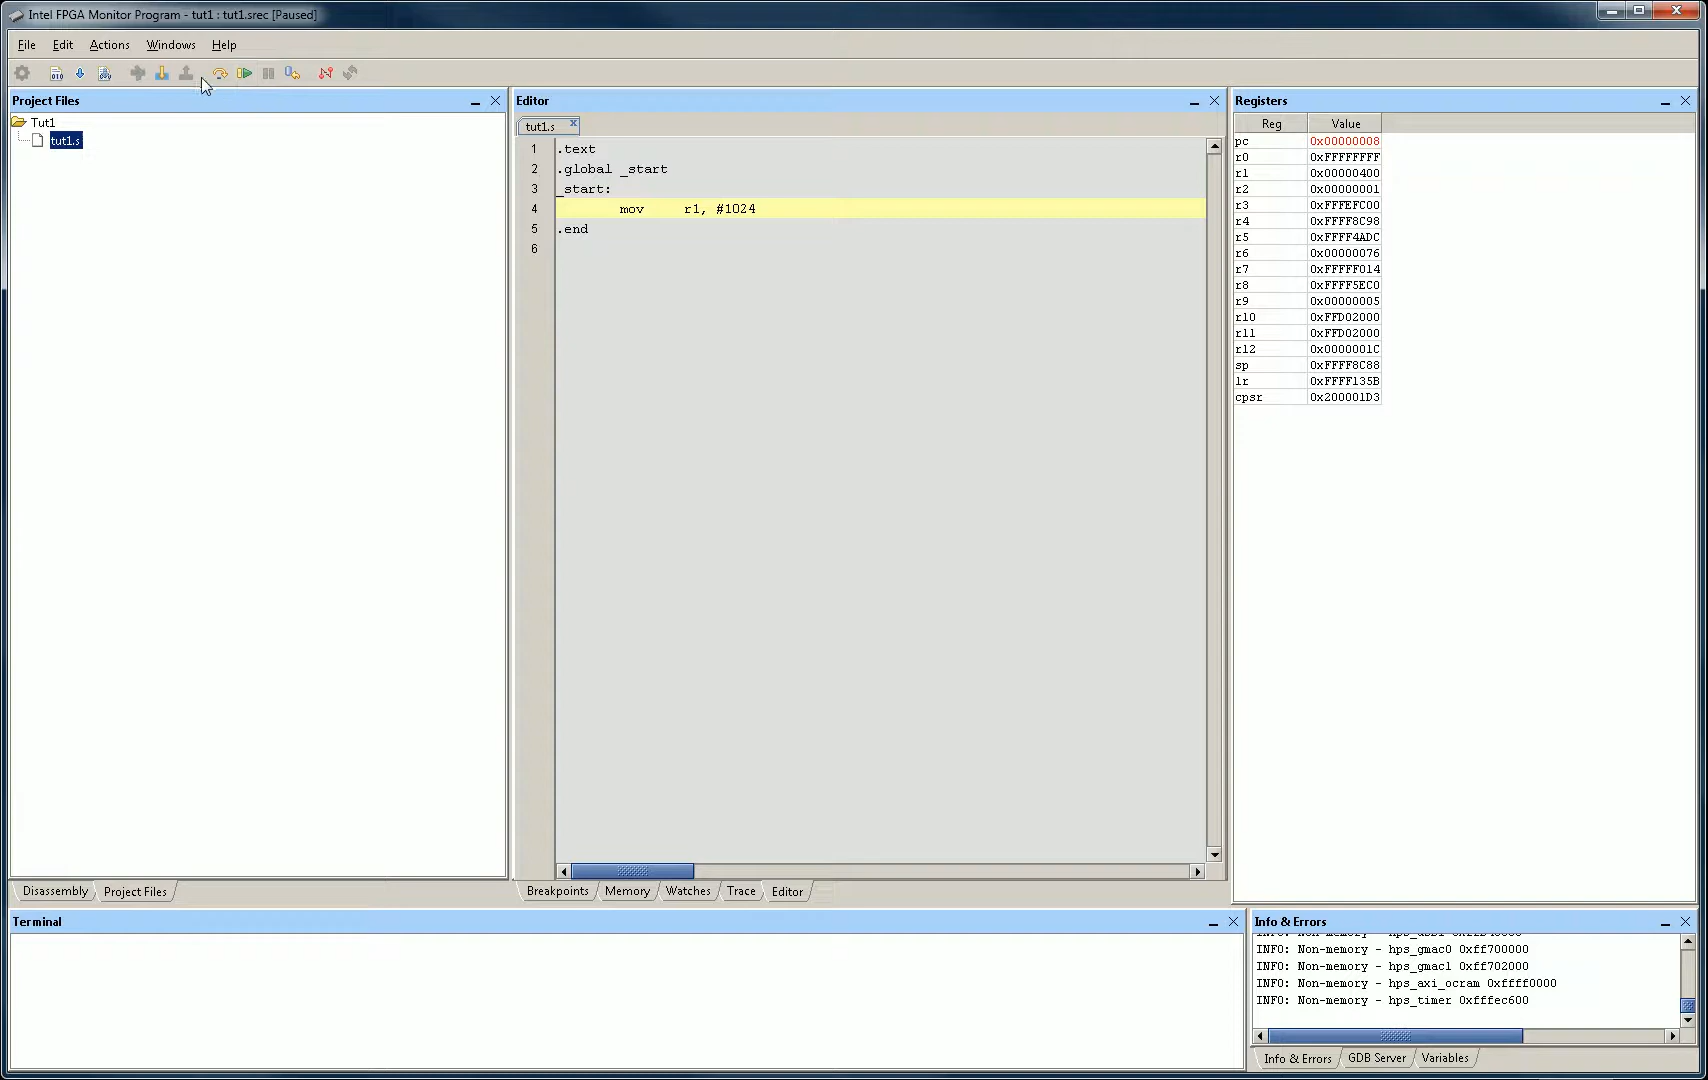 Intel FPGA Monitor Program - tut1 : tut1.srec [Paused]
File Edit Actions Windows Help
Project Files
Tut1
tut1.s
Disassembly Project Files
Editor
tut1.s
1 .text
2 .global _start
3 _start:
4 mov r1, #1024
5 .end
6
Breakpoints Memory Watches Trace Editor
Registers
Reg Value
pc 0x00000008
r0 0xFFFFFFFF
r1 0x00000400
r2 0x00000001
r3 0xFFFEFC00
r4 0xFFFF8C98
r5 0xFFFF4ADC
r6 0x00000076
r7 0xFFFFF014
r8 0xFFFF5EC0
r9 0x00000005
r10 0xFFD02000
r11 0xFFD02000
r12 0x0000001C
sp 0xFFFF8C88
lr 0xFFFF135B
cpsr 0x200001D3
Terminal
Info & Errors
INFO: Non-memory - hps_gmac0 0xff700000
INFO: Non-memory - hps_gmac1 0xff702000
INFO: Non-memory - hps_axi_ocram 0xffff0000
INFO: Non-memory - hps_timer 0xfffec600
Info & Errors GDB Server Variables